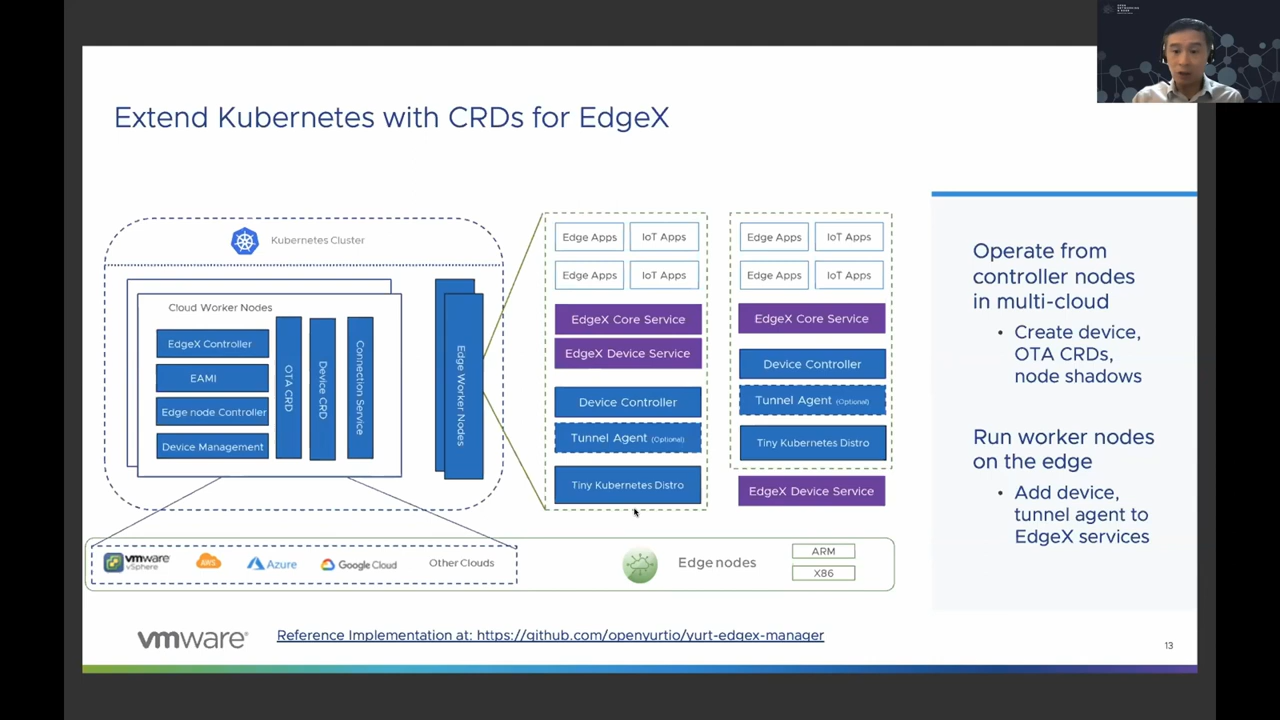 Extend Kubernetes with CRDs for EdgeX
Kubernetes Cluster
Cloud Worker Nodes
EdgeX Controller
EAMI
Edge node Controller
Device Management
OTA CRD
Device CRD
Connection Service
Edge Worker Nodes
Edge Apps
IoT Apps
Edge Apps
IoT Apps
EdgeX Core Service
EdgeX Device Service
Device Controller
Tunnel Agent (Optional)
Tiny Kubernetes Distro
Edge Apps
IoT Apps
Edge Apps
IoT Apps
EdgeX Core Service
Device Controller
Tunnel Agent (Optional)
Tiny Kubernetes Distro
EdgeX Device Service
vmware
vSphere
AWS
Azure
Google Cloud
Other Clouds
Edge nodes
ARM
X86
Operate from
controller nodes
in multi-cloud
• Create device,
OTA CRDs,
node shadows
Run worker nodes
on the edge
• Add device,
tunnel agent to
EdgeX services
vmware®
Reference Implementation at: https://github.com/openyurtio/yurt-edgex-manager
13